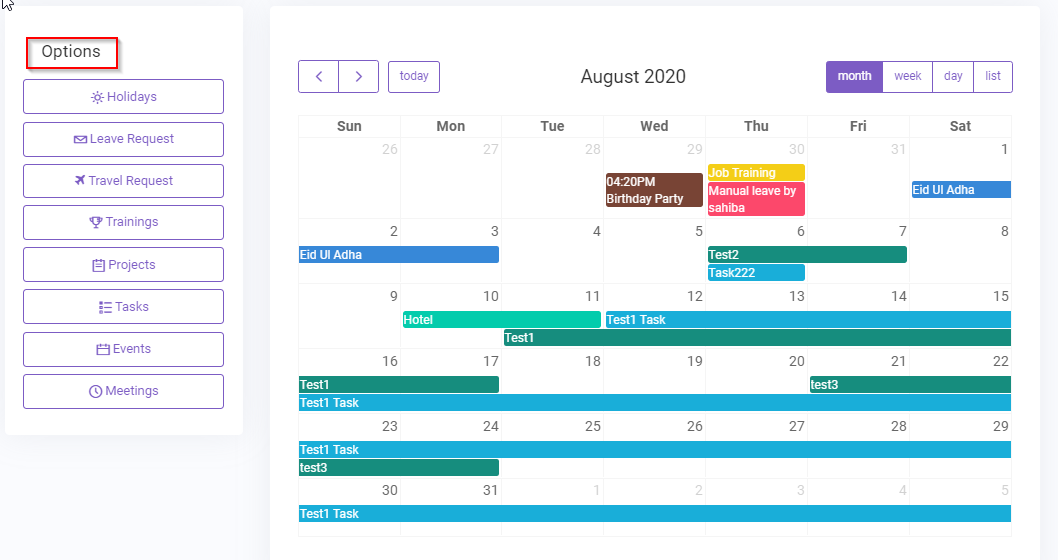 Options
Holidays
Leave Request
Travel Request
Trainings
Projects
Tasks
Events
Meetings
today
August 2020
month week day list
Sun Mon Tue Wed Thu Fri Sat
26 27 28 29 30 31 1
04:20PM
Birthday Party
Job Training
Manual leave by
sahiba
Eid Ul Adha
2 3 4 5 6 7 8
Eid Ul Adha
Test2
Task222
9 10 11 12 13 14 15
Hotel
Test1 Task
Test1
16 17 18 19 20 21 22
Test1
test3
Test1 Task
23 24 25 26 27 28 29
Test1 Task
test3
30 31 1 2 3 4 5
Test1 Task